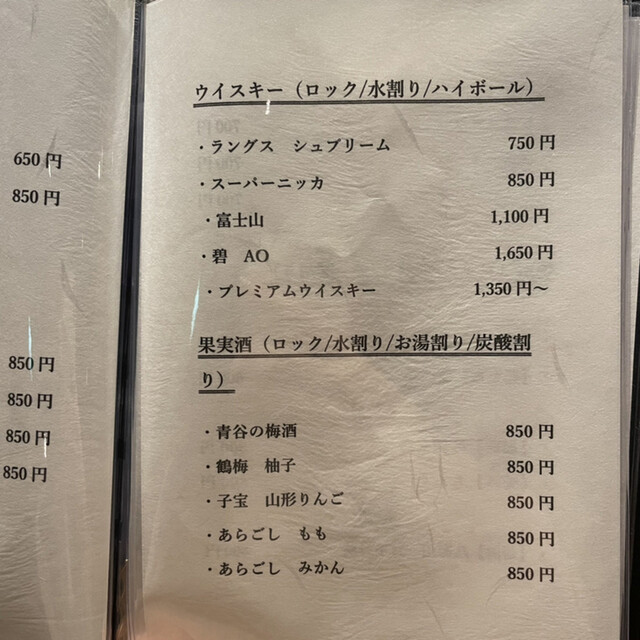 650円
850円
850円
850円
850円
850円
ウイスキー（ロック/水割り/ハイボール）
・ラングス　シュプリーム 750円
・スーパーニッカ 850円
・富士山 1,100円
・碧　AO 1,650円
・プレミアムウイスキー 1,350円〜
果実酒（ロック/水割り/お湯割り/炭酸割
り）
・青谷の梅酒 850円
・鶴梅　柚子 850円
・子宝　山形りんご 850円
・あらごし　もも 850円
・あらごし　みかん 850円